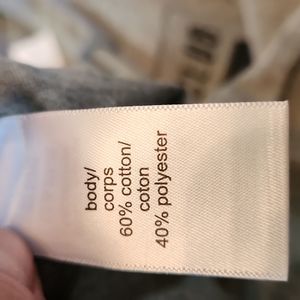 body/
corps
60% cotton/
coton
40% polyester